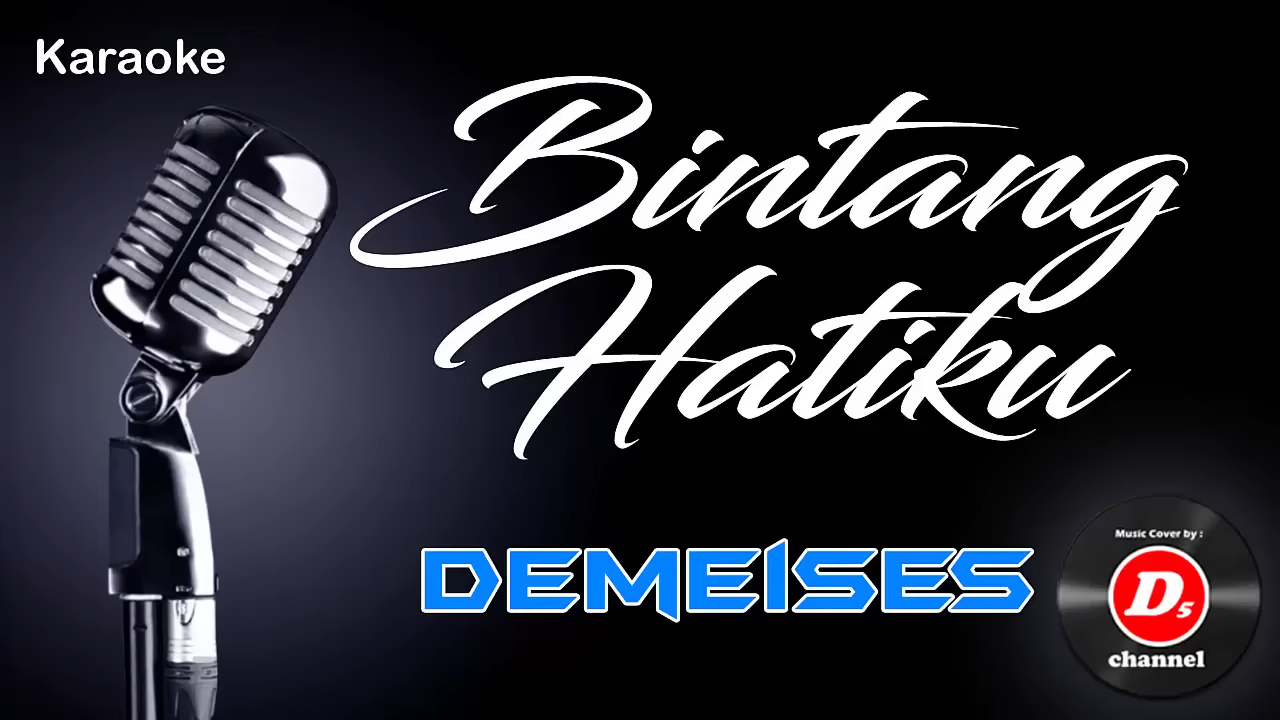 Karaoke
Bintang
Hatiku
DEMEISES
Music Cover by :
D5
channel